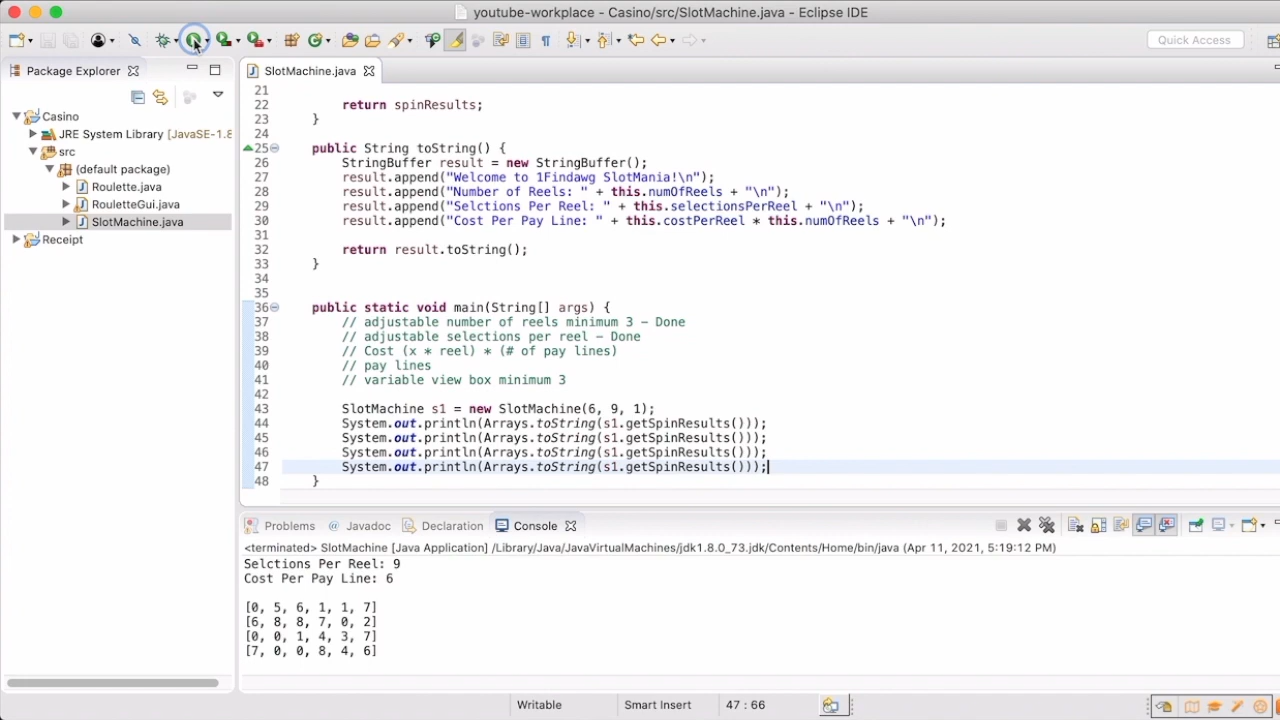 youtube-workplace - Casino/src/SlotMachine.java - Eclipse IDE
Quick Access
Package Explorer
SlotMachine.java
Casino
JRE System Library [JavaSE-1.8
src
(default package)
Roulette.java
RouletteGui.java
SlotMachine.java
Receipt
21
22 return spinResults;
23 }
24
25 public String toString() {
26 StringBuffer result = new StringBuffer();
27 result.append("Welcome to 1Findawg SlotMania!\n");
28 result.append("Number of Reels: " + this.numOfReels + "\n");
29 result.append("Selctions Per Reel: " + this.selectionsPerReel + "\n");
30 result.append("Cost Per Pay Line: " + this.costPerReel * this.numOfReels + "\n");
31
32 return result.toString();
33 }
34
35
36 public static void main(String[] args) {
37 // adjustable number of reels minimum 3 - Done
38 // adjustable selections per reel - Done
39 // Cost (x * reel) * (# of pay lines)
40 // pay lines
41 // variable view box minimum 3
42
43 SlotMachine s1 = new SlotMachine(6, 9, 1);
44 System.out.println(Arrays.toString(s1.getSpinResults()));
45 System.out.println(Arrays.toString(s1.getSpinResults()));
46 System.out.println(Arrays.toString(s1.getSpinResults()));
47 System.out.println(Arrays.toString(s1.getSpinResults()));
48 }
Problems @ Javadoc Declaration Console
<terminated> SlotMachine [Java Application] /Library/Java/JavaVirtualMachines/jdk1.8.0_73.jdk/Contents/Home/bin/java (Apr 11, 2021, 5:19:12 PM)
Selctions Per Reel: 9
Cost Per Pay Line: 6
[0, 5, 6, 1, 1, 7]
[6, 8, 8, 7, 0, 2]
[0, 0, 1, 4, 3, 7]
[7, 0, 0, 8, 4, 6]
Writable Smart Insert 47 : 66